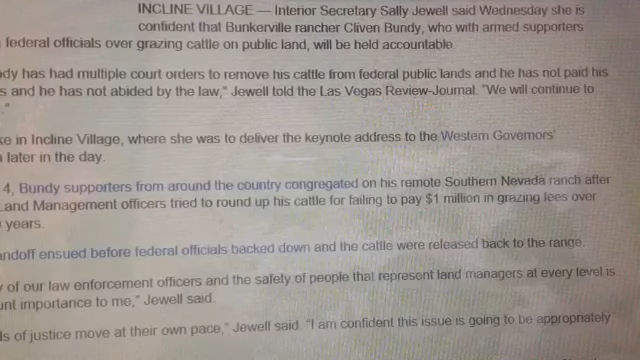 INCLINE VILLAGE — Interior Secretary Sally Jewell said Wednesday she is
confident that Bunkerville rancher Cliven Bundy, who with armed supporters
federal officials over grazing cattle on public land, will be held accountable.
dy has had multiple court orders to remove his cattle from federal public lands and he has not paid his
s and he has not abided by the law," Jewell told the Las Vegas Review-Journal. "We will continue to
."
ke in Incline Village, where she was to deliver the keynote address to the Western Governors'
later in the day.
4, Bundy supporters from around the country congregated on his remote Southern Nevada ranch after
Land Management officers tried to round up his cattle for failing to pay $1 million in grazing fees over
years.
andoff ensued before federal officials backed down and the cattle were released back to the range.
y of our law enforcement officers and the safety of people that represent land managers at every level is
unt importance to me," Jewell said.
ls of justice move at their own pace," Jewell said. "I am confident this issue is going to be appropriately